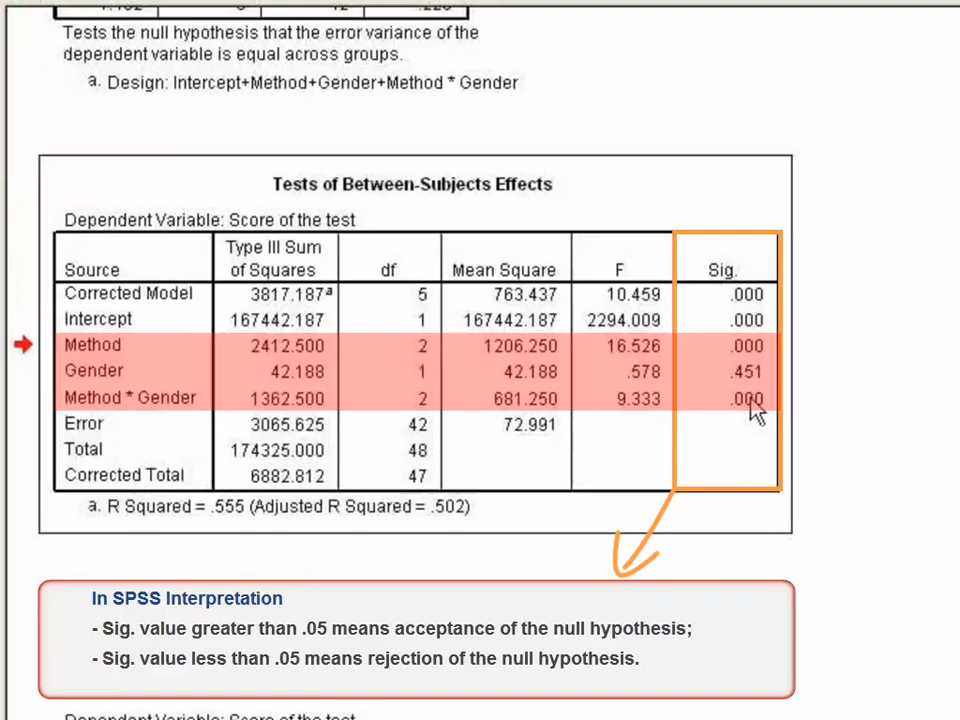 Tests the null hypothesis that the error variance of the
dependent variable is equal across groups.
a. Design: Intercept+Method+Gender+Method * Gender
Tests of Between-Subjects Effects
Dependent Variable: Score of the test
Source Type III Sum of Squares df Mean Square F Sig.
Corrected Model 3817.187a 5 763.437 10.459 .000
Intercept 167442.187 1 167442.187 2294.009 .000
Method 2412.500 2 1206.250 16.526 .000
Gender 42.188 1 42.188 .578 .451
Method * Gender 1362.500 2 681.250 9.333 .000
Error 3065.625 42 72.991
Total 174325.000 48
Corrected Total 6882.812 47
a. R Squared = .555 (Adjusted R Squared = .502)
In SPSS Interpretation
- Sig. value greater than .05 means acceptance of the null hypothesis;
- Sig. value less than .05 means rejection of the null hypothesis.
Dependent Variable: Score of the test